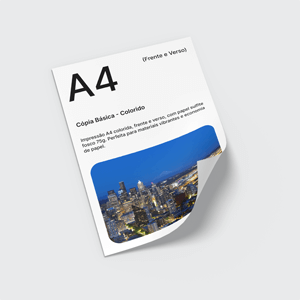 A4
(Frente e Verso)
Cópia Básica - Colorido
Impressão A4 colorida, frente e verso, com papel sulfite
fosco 75g. Perfeita para materiais vibrantes e economia
de papel.